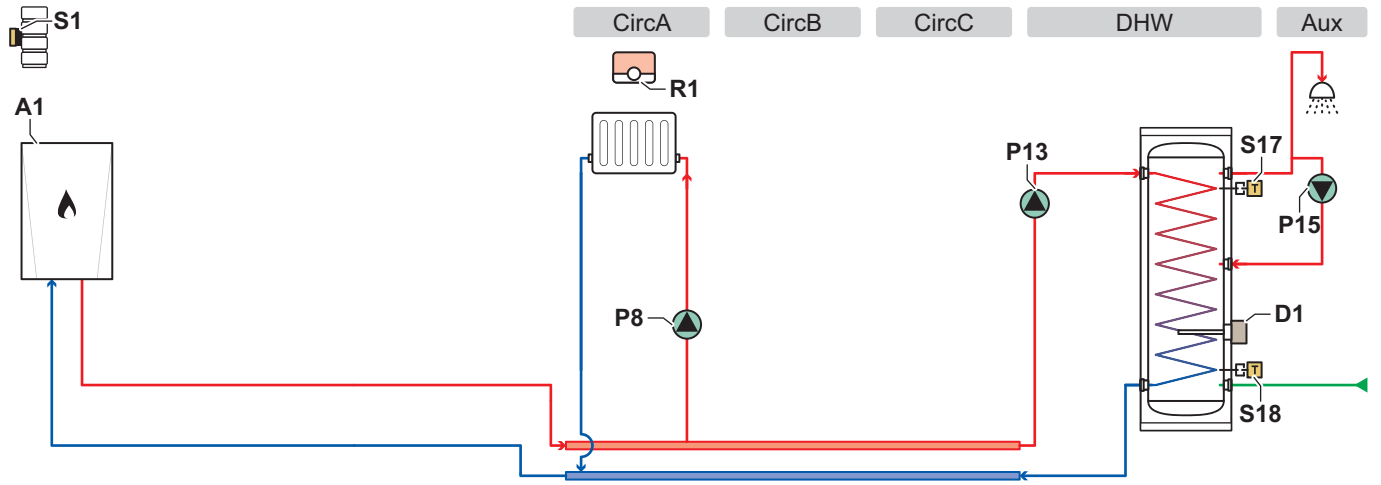 S1
CircA
CircB
CircC
DHW
Aux
R1
A1
P13
S17
P15
P8
D1
S18
T
T